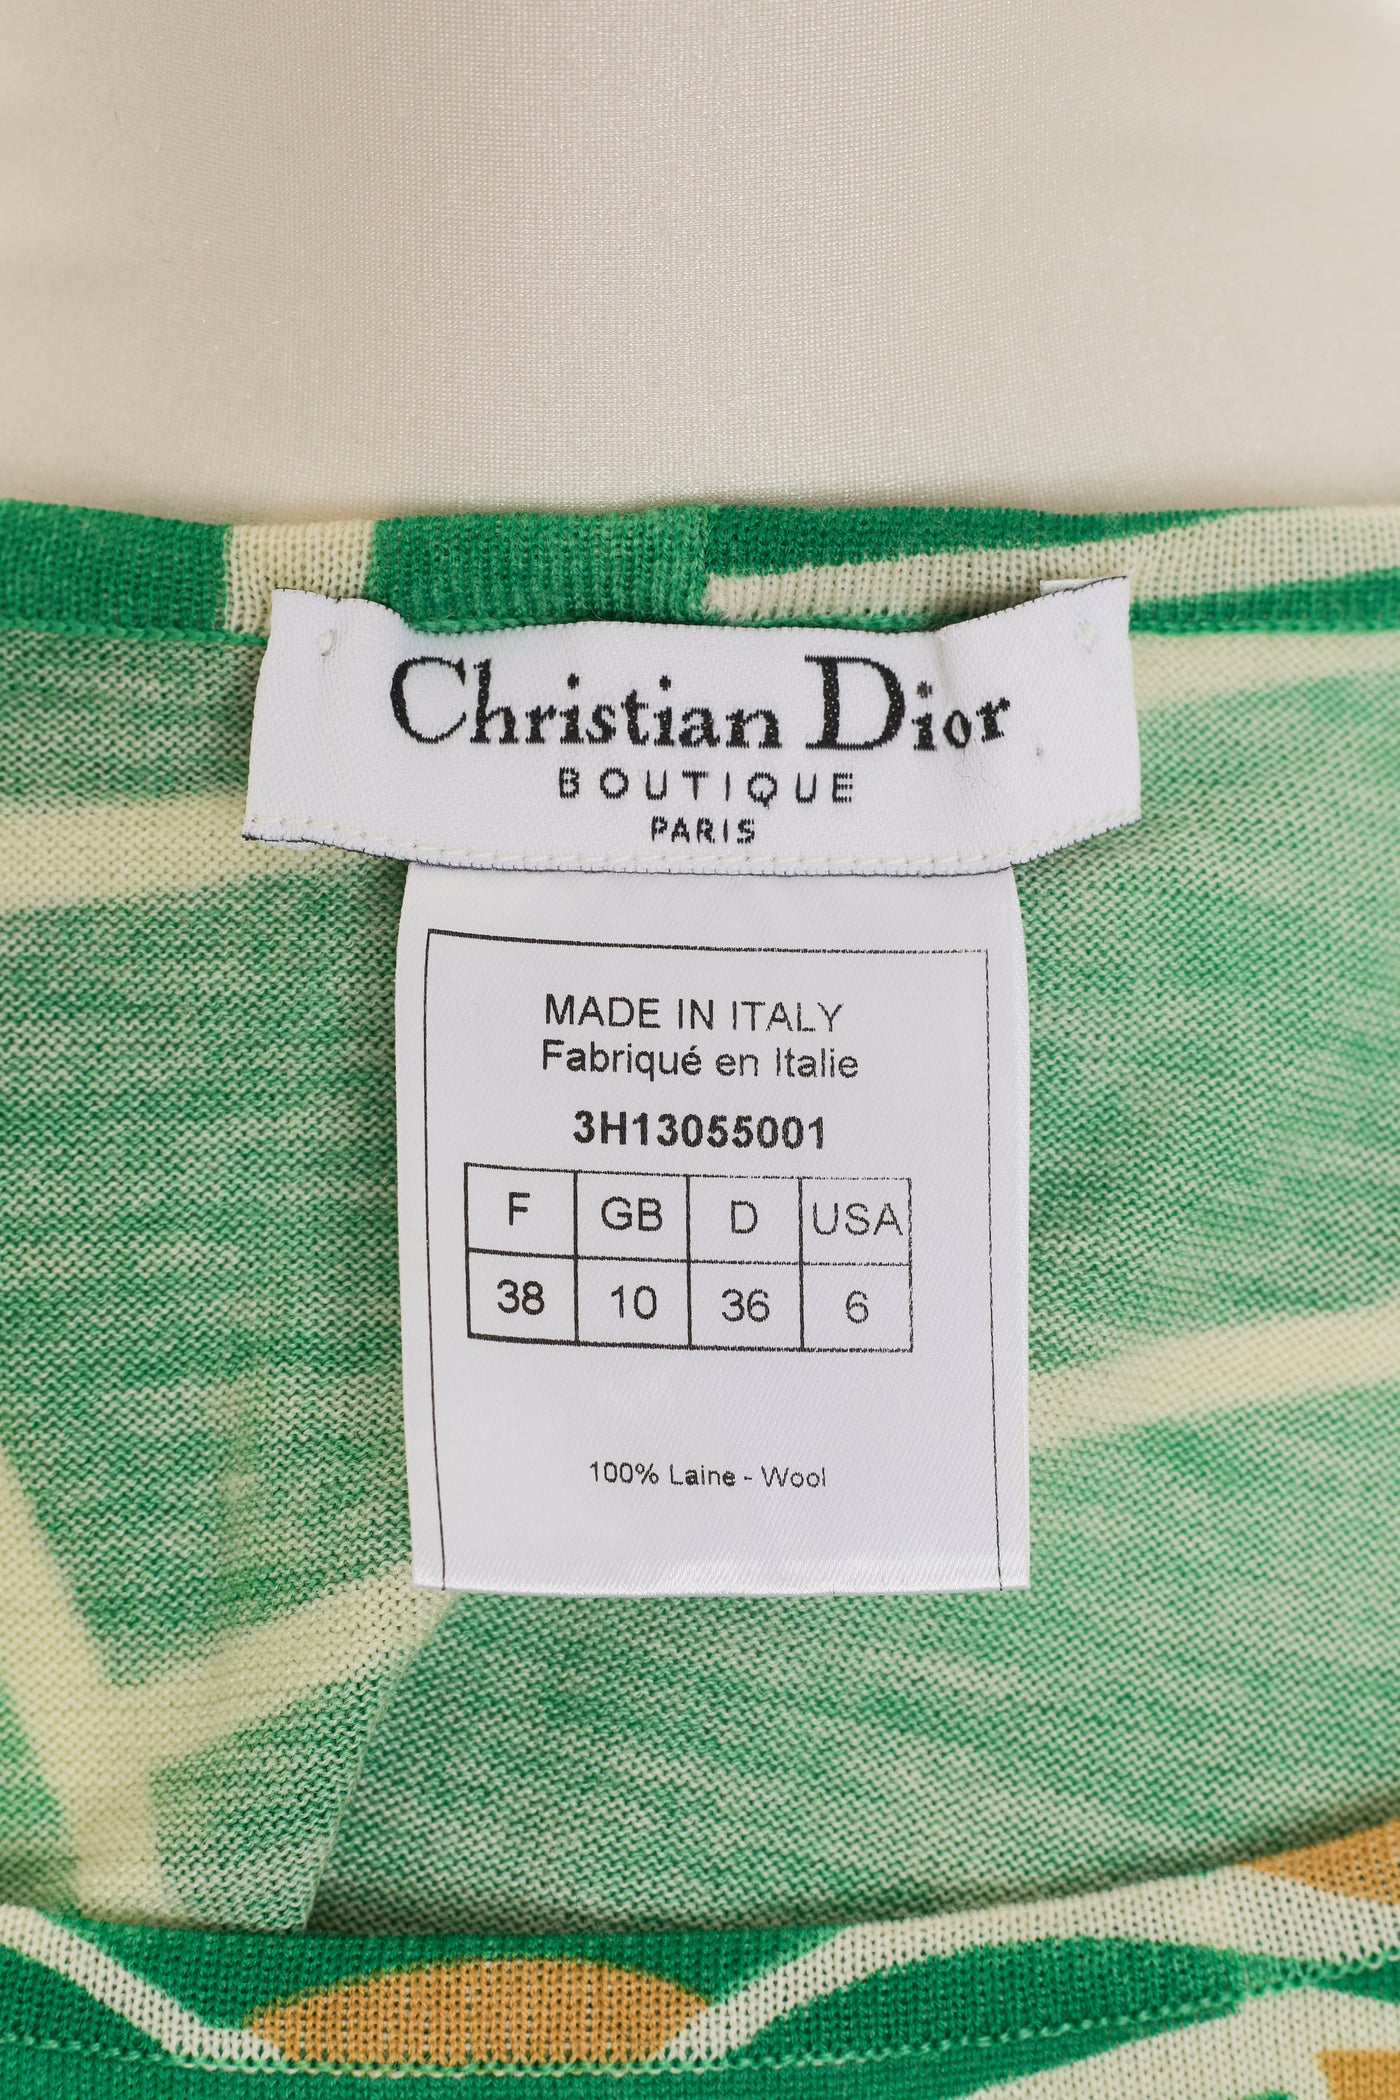 Christian Dior
BOUTIQUE
PARIS
MADE IN ITALY
Fabriqué en Italie
3H13055001
F GB D USA
38 10 36 6
100% Laine - Wool